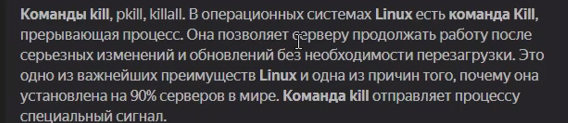 Команды kill, pkill, killall. В операционных системах Linux есть команда Kill,
прерывающая процесс. Она позволяет серверу продолжать работу после
серьезных изменений и обновлений без необходимости перезагрузки. Это
одно из важнейших преимуществ Linux и одна из причин того, почему она
установлена на 90% серверов в мире. Команда kill отправляет процессу
специальный сигнал.